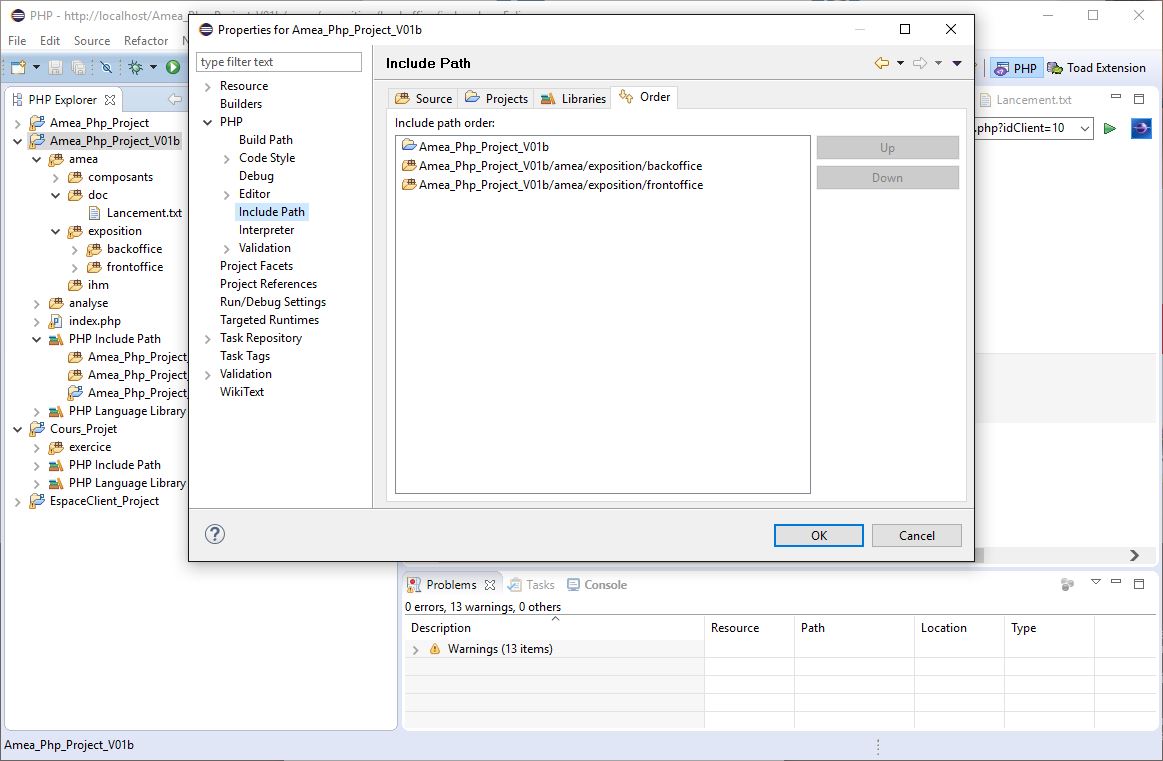 PHP - http://localhost/Amea_
Properties for Amea_Php_Project_V01b
File Edit Source Refactor
type filter text
Include Path
PHP
Toad Extension
PHP Explorer
Lancement.txt
.php?idClient=10
Amea_Php_Project
Amea_Php_Project_V01b
amea
composants
doc
Lancement.txt
exposition
backoffice
frontoffice
ihm
analyse
index.php
PHP Include Path
Amea_Php_Project_
Amea_Php_Project_
Amea_Php_Project_
PHP Language Library
Cours_Projet
exercice
PHP Include Path
PHP Language Library
EspaceClient_Project
Resource
Builders
PHP
Build Path
Code Style
Debug
Editor
Include Path
Interpreter
Validation
Project Facets
Project References
Run/Debug Settings
Targeted Runtimes
Task Repository
Task Tags
Validation
WikiText
Source Projects Libraries Order
Include path order:
Amea_Php_Project_V01b
Amea_Php_Project_V01b/amea/exposition/backoffice
Amea_Php_Project_V01b/amea/exposition/frontoffice
Up
Down
OK Cancel
Problems Tasks Console
0 errors, 13 warnings, 0 others
Description Resource Path Location Type
Warnings (13 items)
Amea_Php_Project_V01b